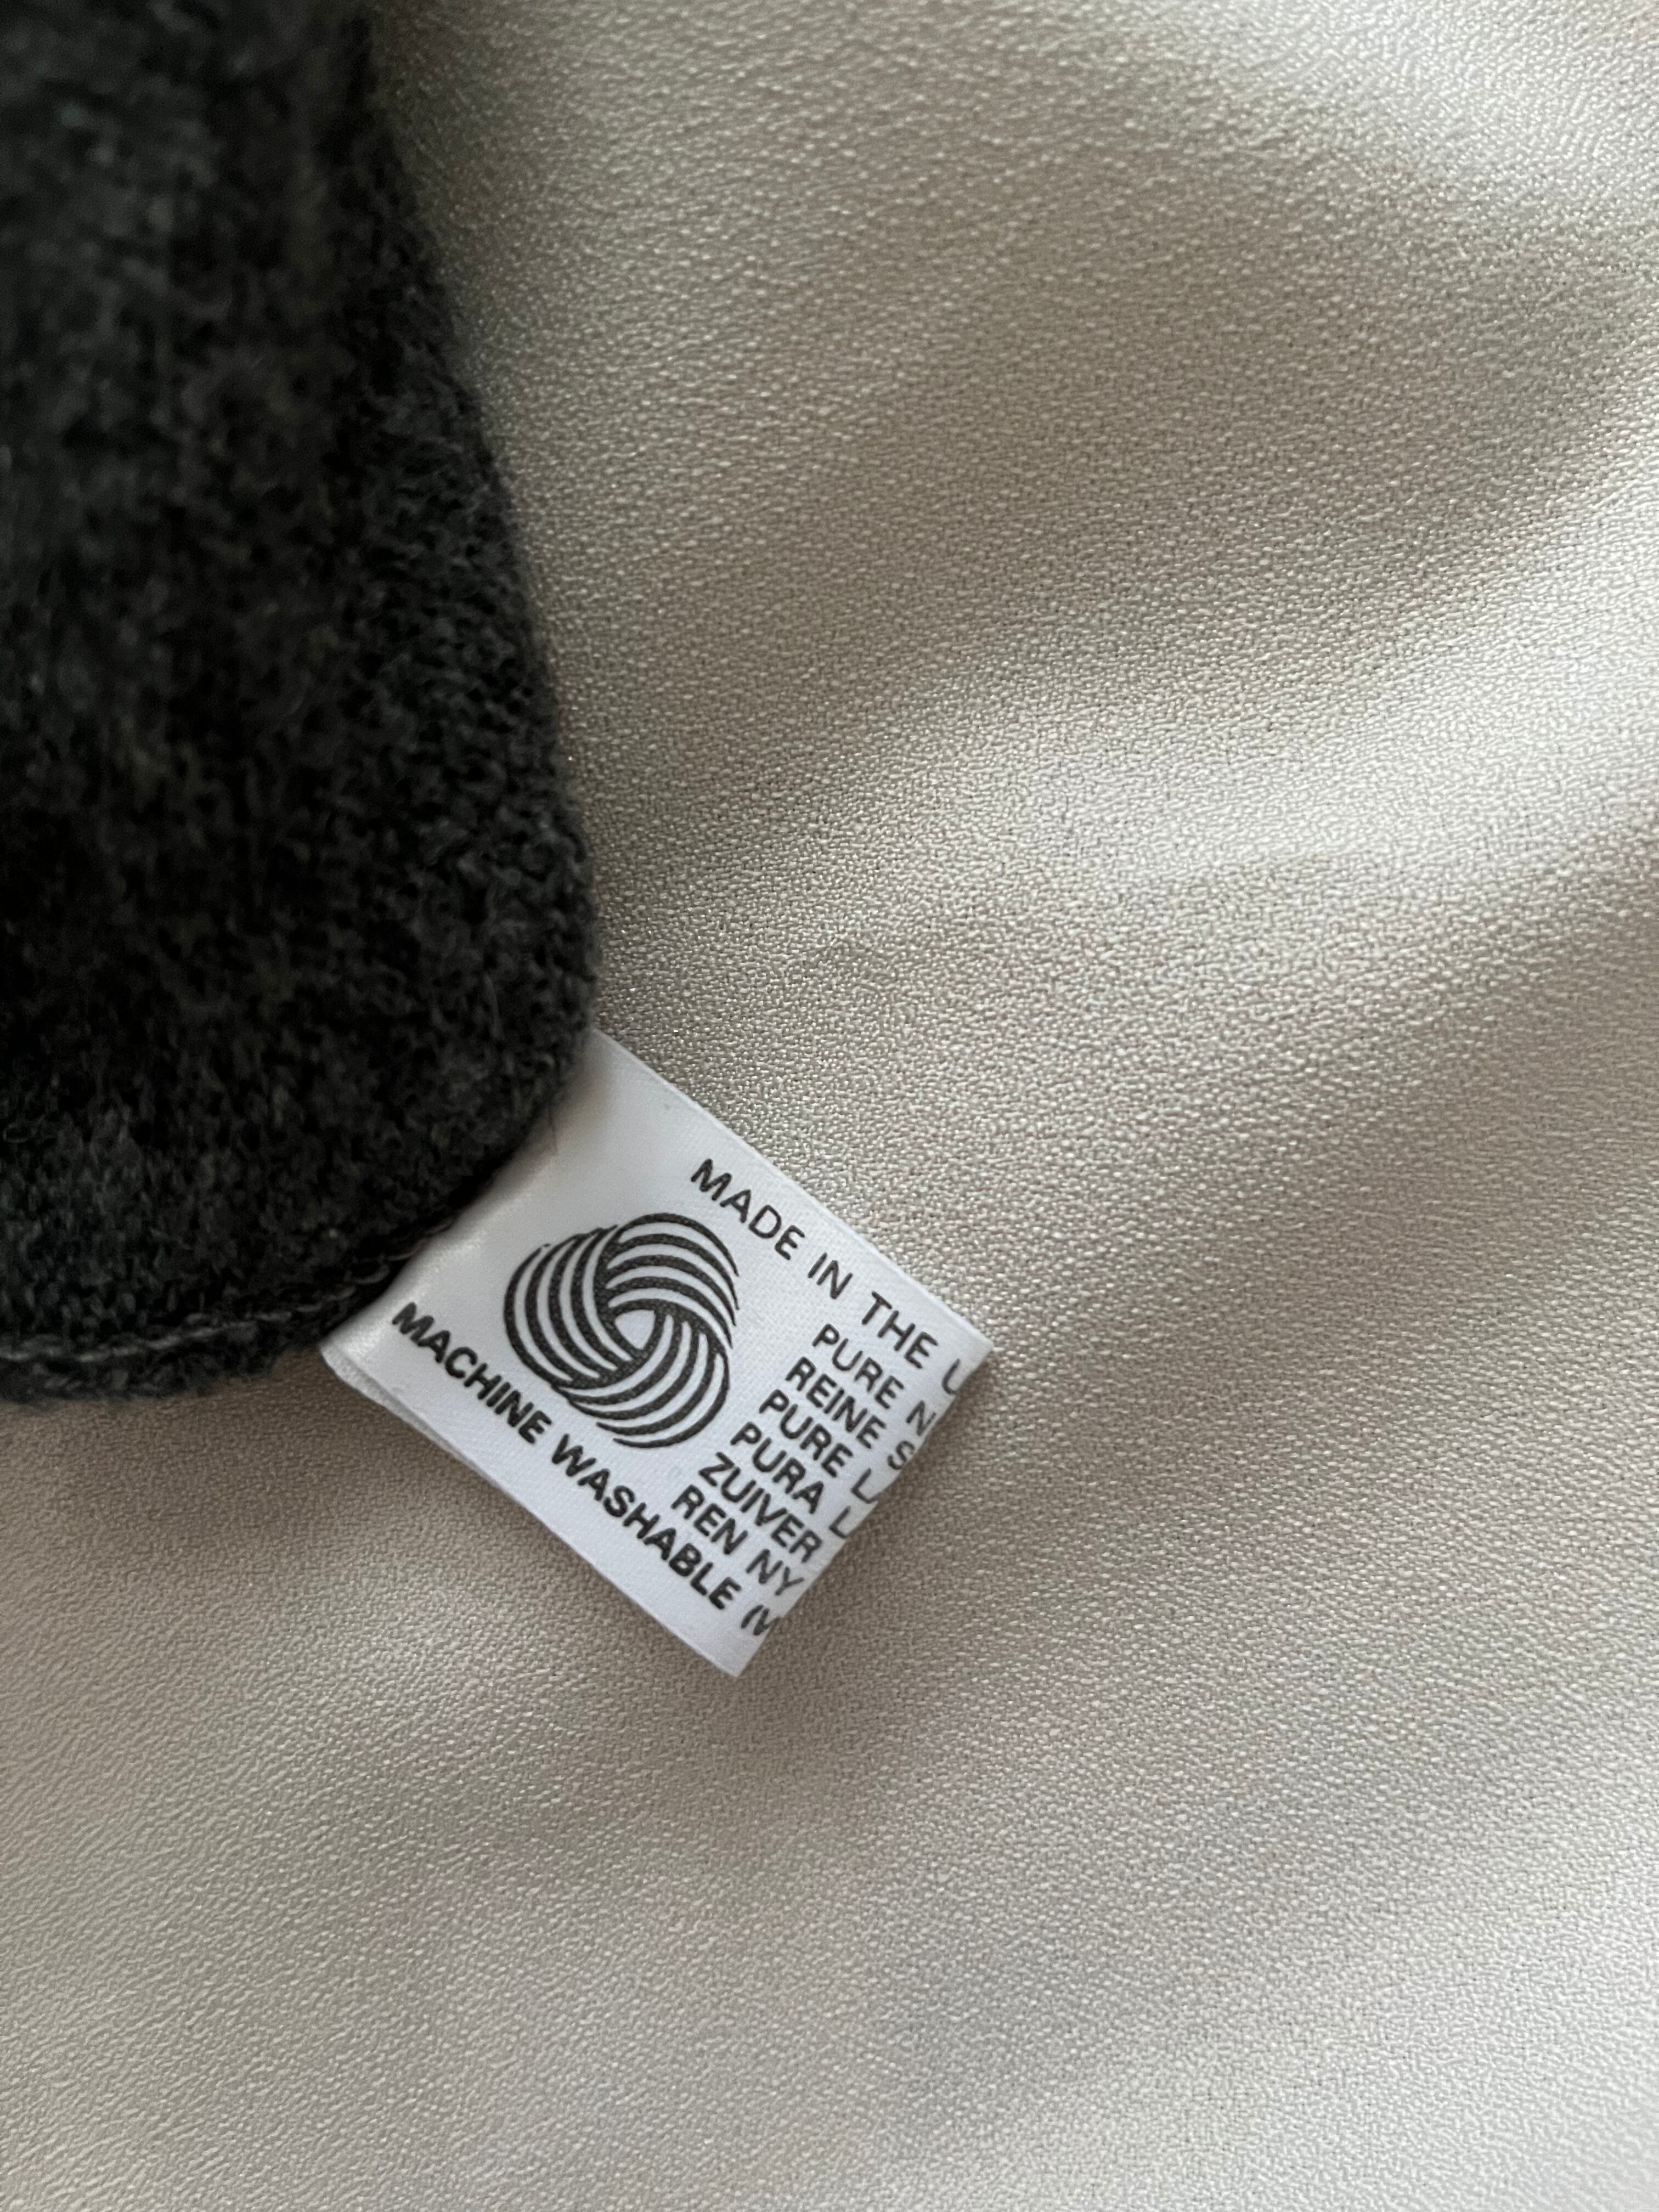 MADE IN THE U
PURE N
REINE S
PURE L
PURA L
ZUIVER
REN NY
MACHINE WASHABLE (W